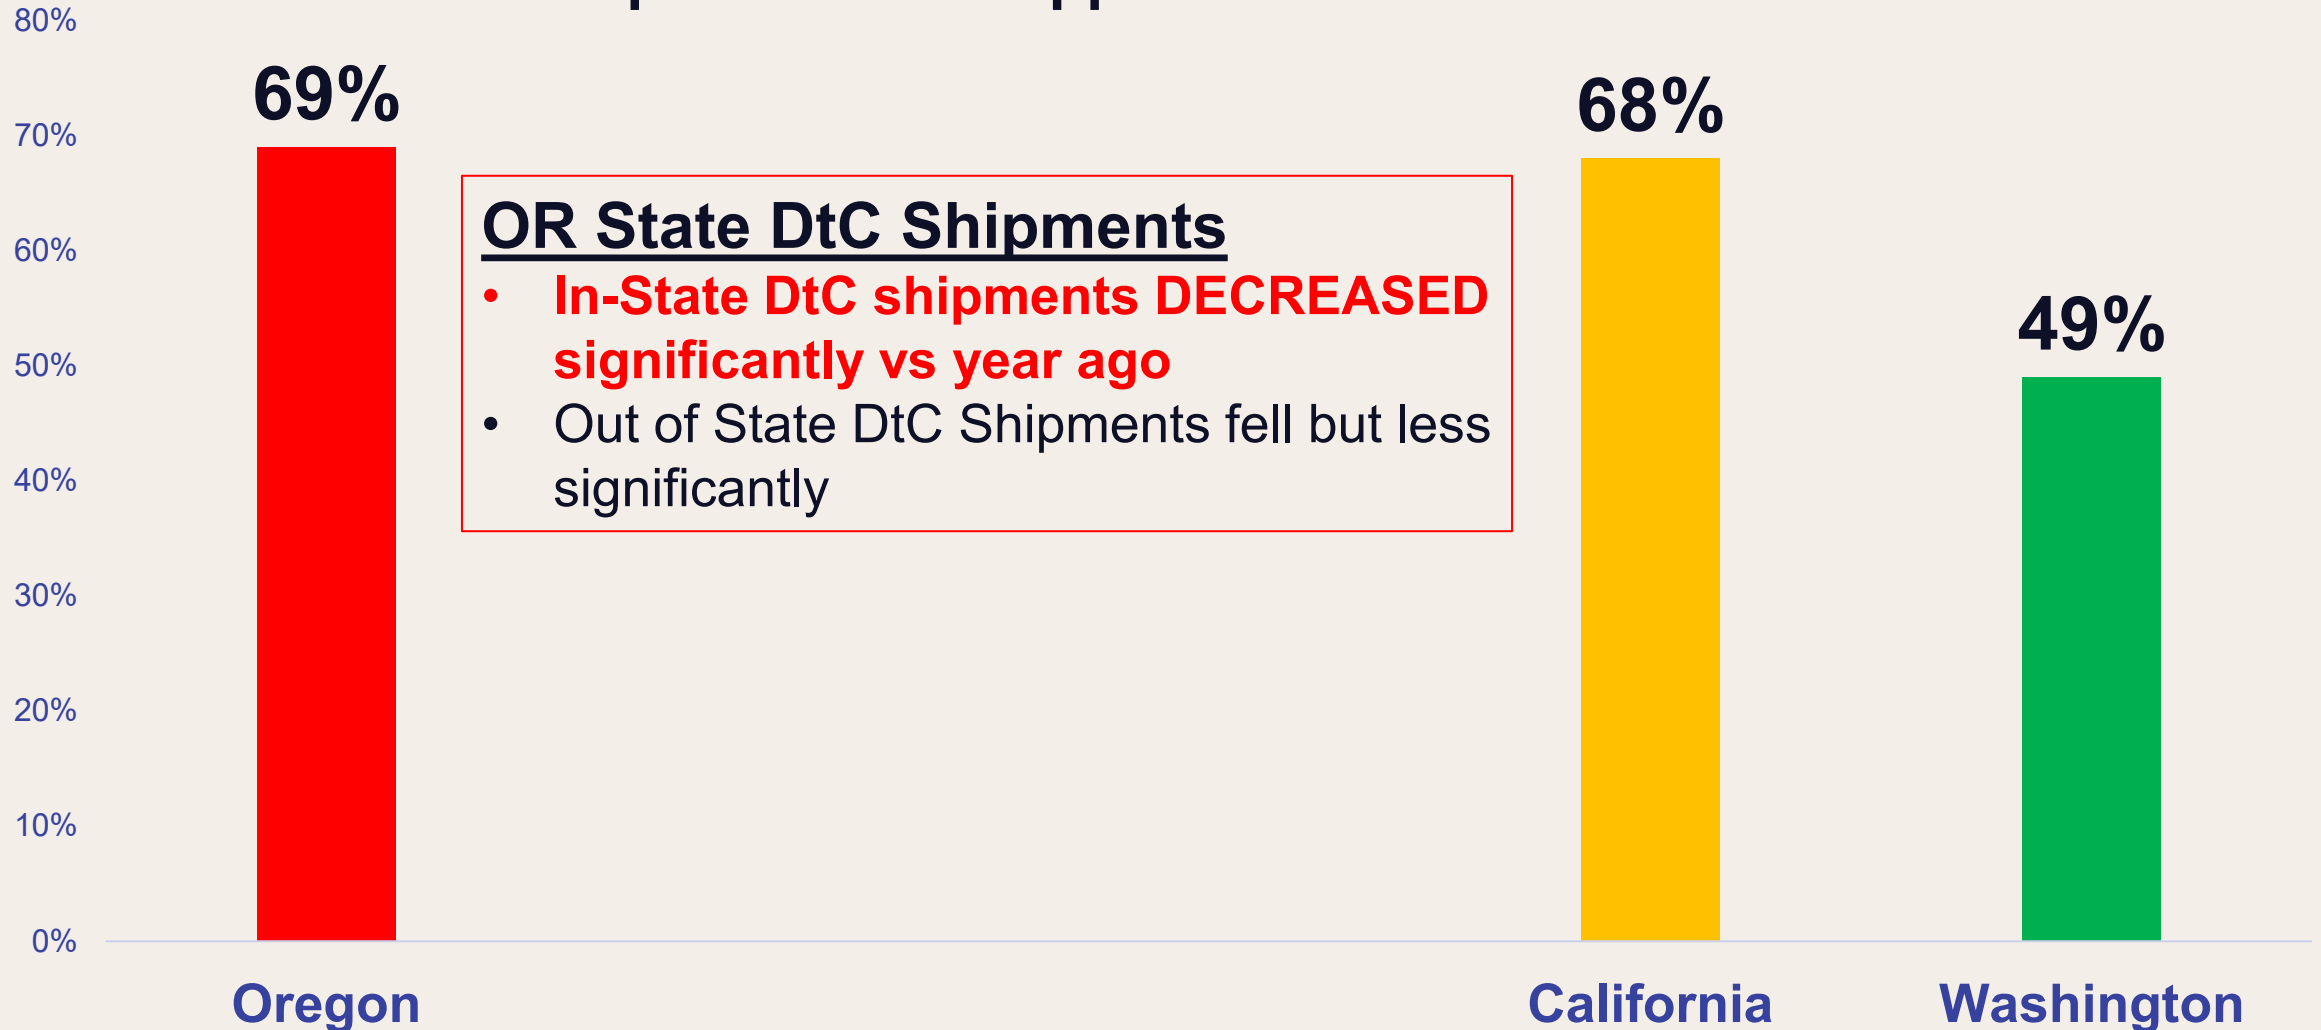 80%
70%
60%
50%
40%
30%
20%
10%
0%
69%
68%
49%
OR State DtC Shipments
• In-State DtC shipments DECREASED
significantly vs year ago
• Out of State DtC Shipments fell but less
significantly
Oregon
California
Washington